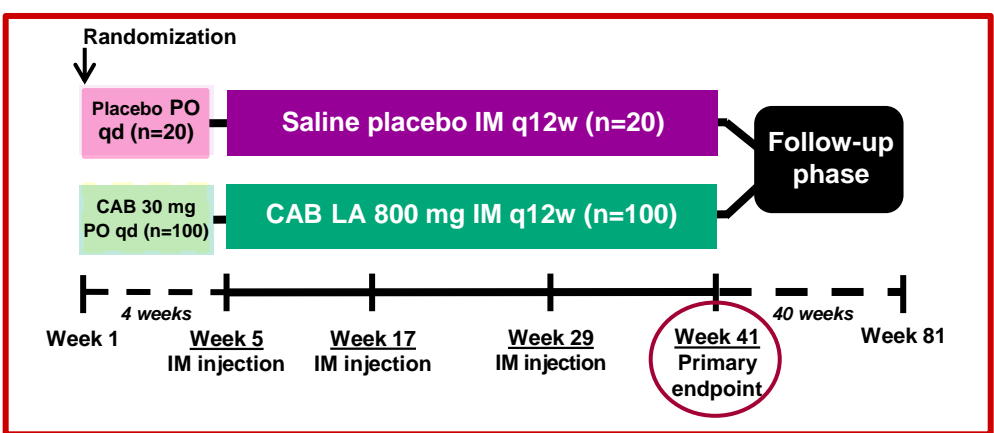 Randomization
Placebo PO
qd (n=20)
Saline placebo IM q12w (n=20)
Follow-up
phase
CAB 30 mg
PO qd (n=100)
CAB LA 800 mg IM q12w (n=100)
4 weeks
40 weeks
Week 1
Week 5
IM injection
Week 17
IM injection
Week 29
IM injection
Week 41
Primary
endpoint
Week 81